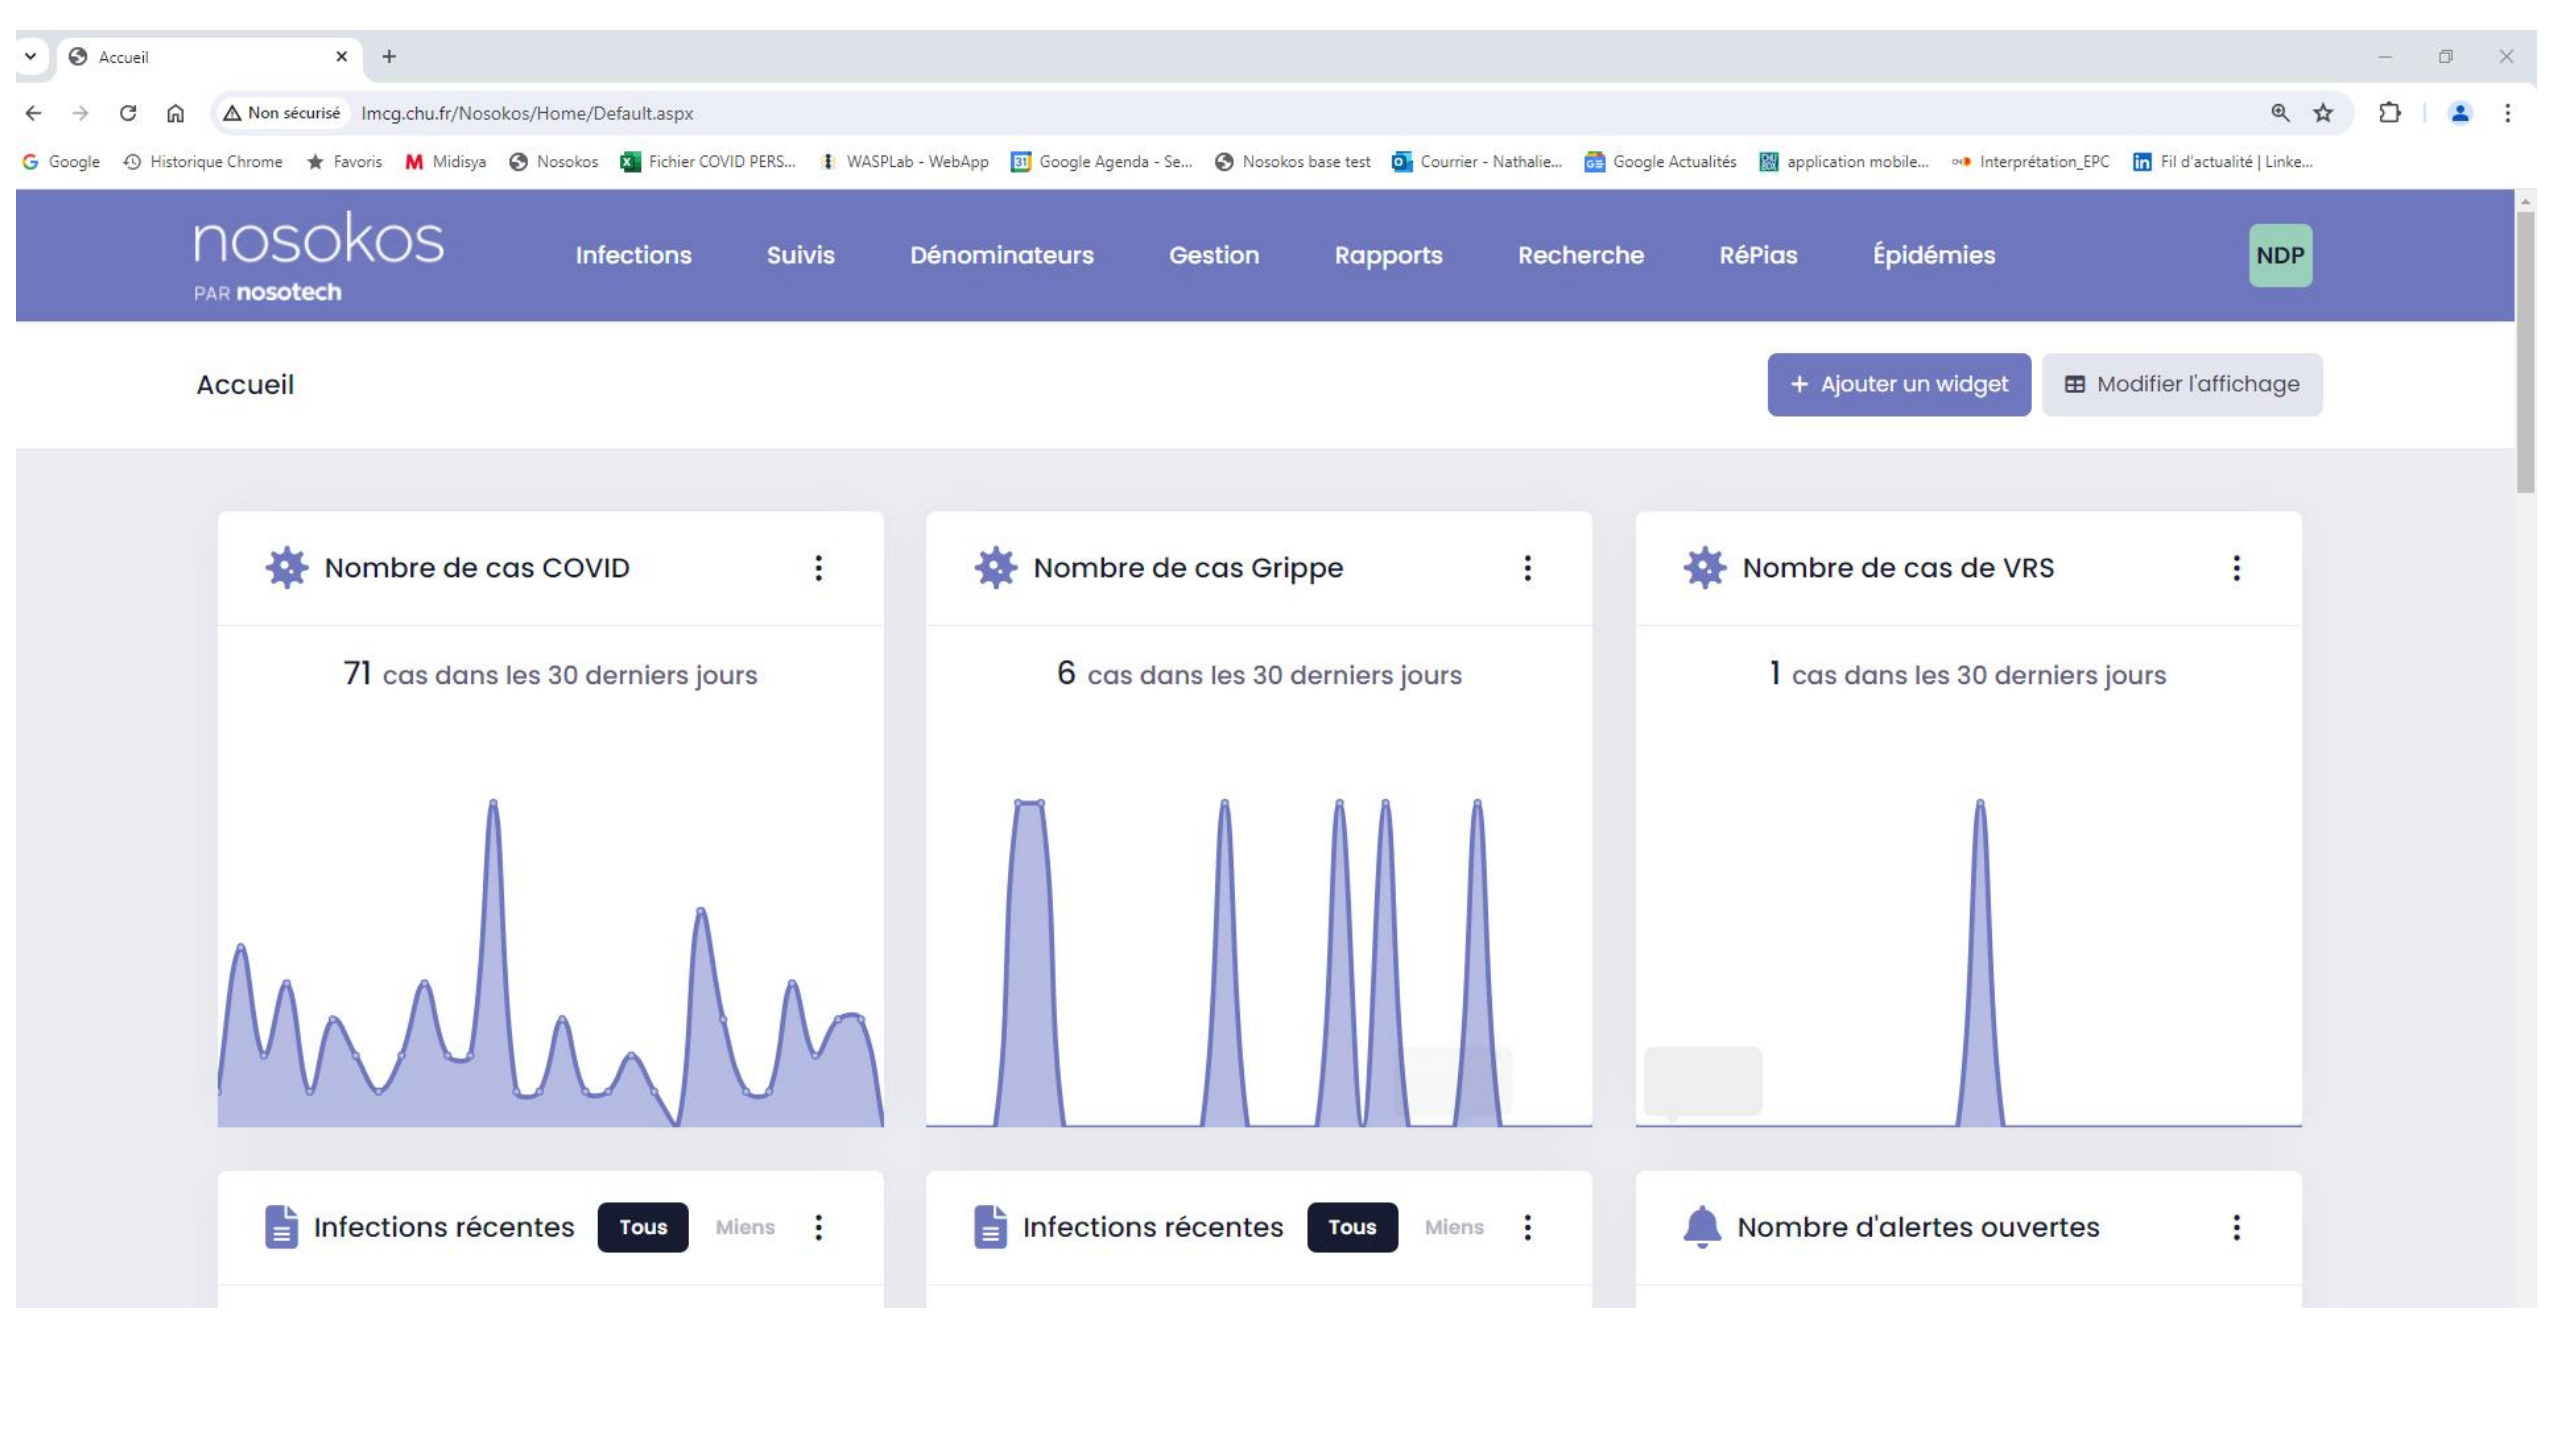 Accueil
Non sécurisé lmcg.chu.fr/Nosokos/Home/Default.aspx
Google Historique Chrome Favoris Midisya Nosokos Fichier COVID PERS... WASPLab - WebApp Google Agenda - Se... Nosokos base test Courrier - Nathalie... Google Actualités application mobile... Interprétation_EPC Fil d'actualité | Linke...
nosokos
PAR nosotech
Infections Suivis Dénominateurs Gestion Rapports Recherche RéPias Épidémies NDP
Accueil
+ Ajouter un widget Modifier l'affichage
Nombre de cas COVID
71 cas dans les 30 derniers jours
Nombre de cas Grippe
6 cas dans les 30 derniers jours
Nombre de cas de VRS
1 cas dans les 30 derniers jours
Infections récentes Tous Miens
Infections récentes Tous Miens
Nombre d'alertes ouvertes